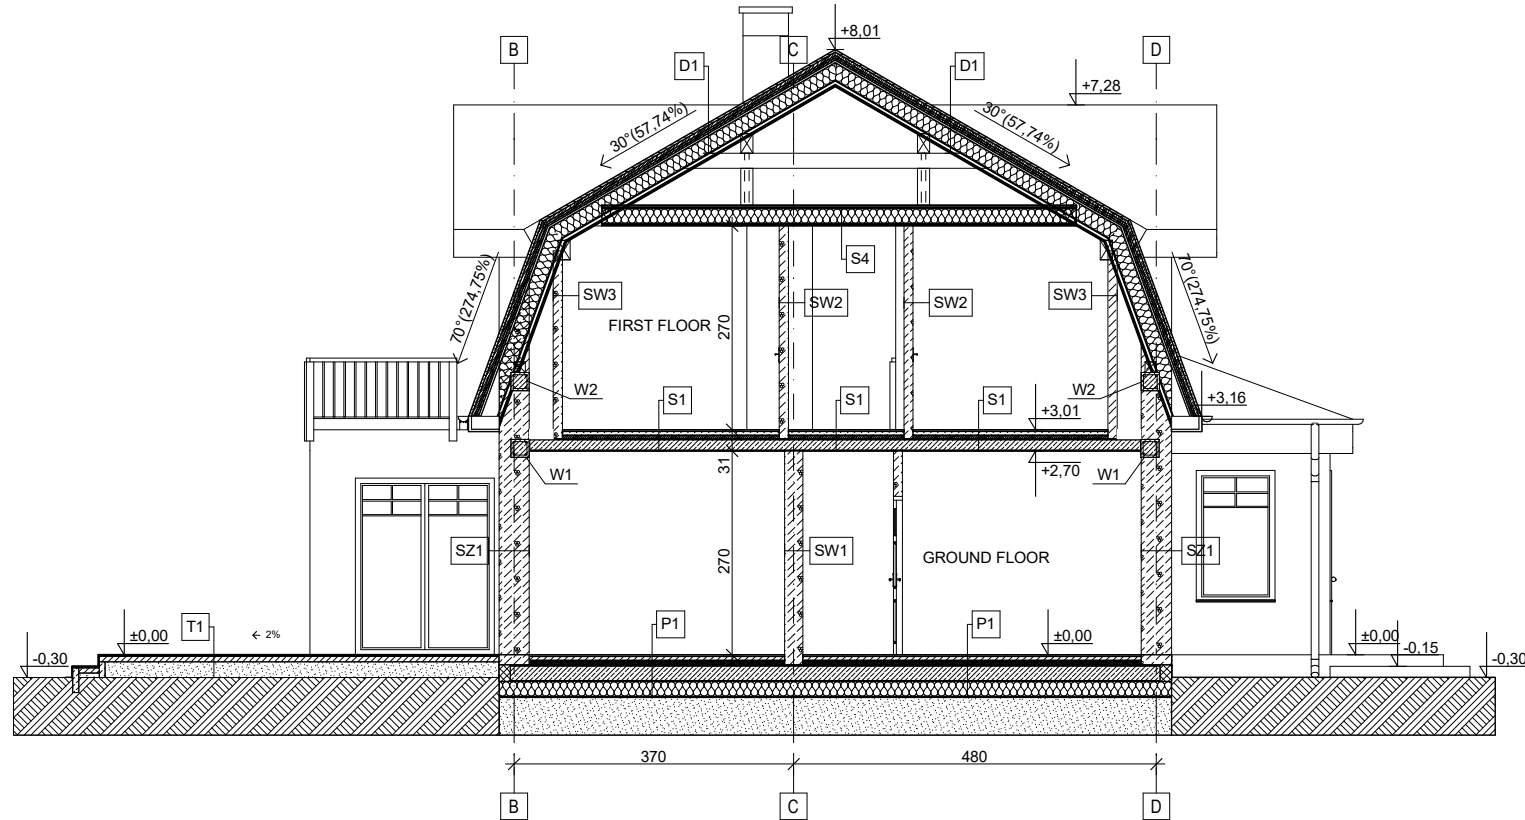 +8,01
B
C
D
D1
D1
+7,28
30°(57,74%)
30°(57,74%)
S4
70°(274,75%)
70°(274,75%)
SW3
SW2
SW2
SW3
FIRST FLOOR
270
W2
W2
S1
S1
S1
+3,16
+3,01
31
+2,70
W1
W1
SZ1
SW1
SZ1
270
GROUND FLOOR
T1
← 2%
P1
P1
±0,00
±0,00
±0,00
-0,30
-0,15
-0,30
370
480
B
C
D